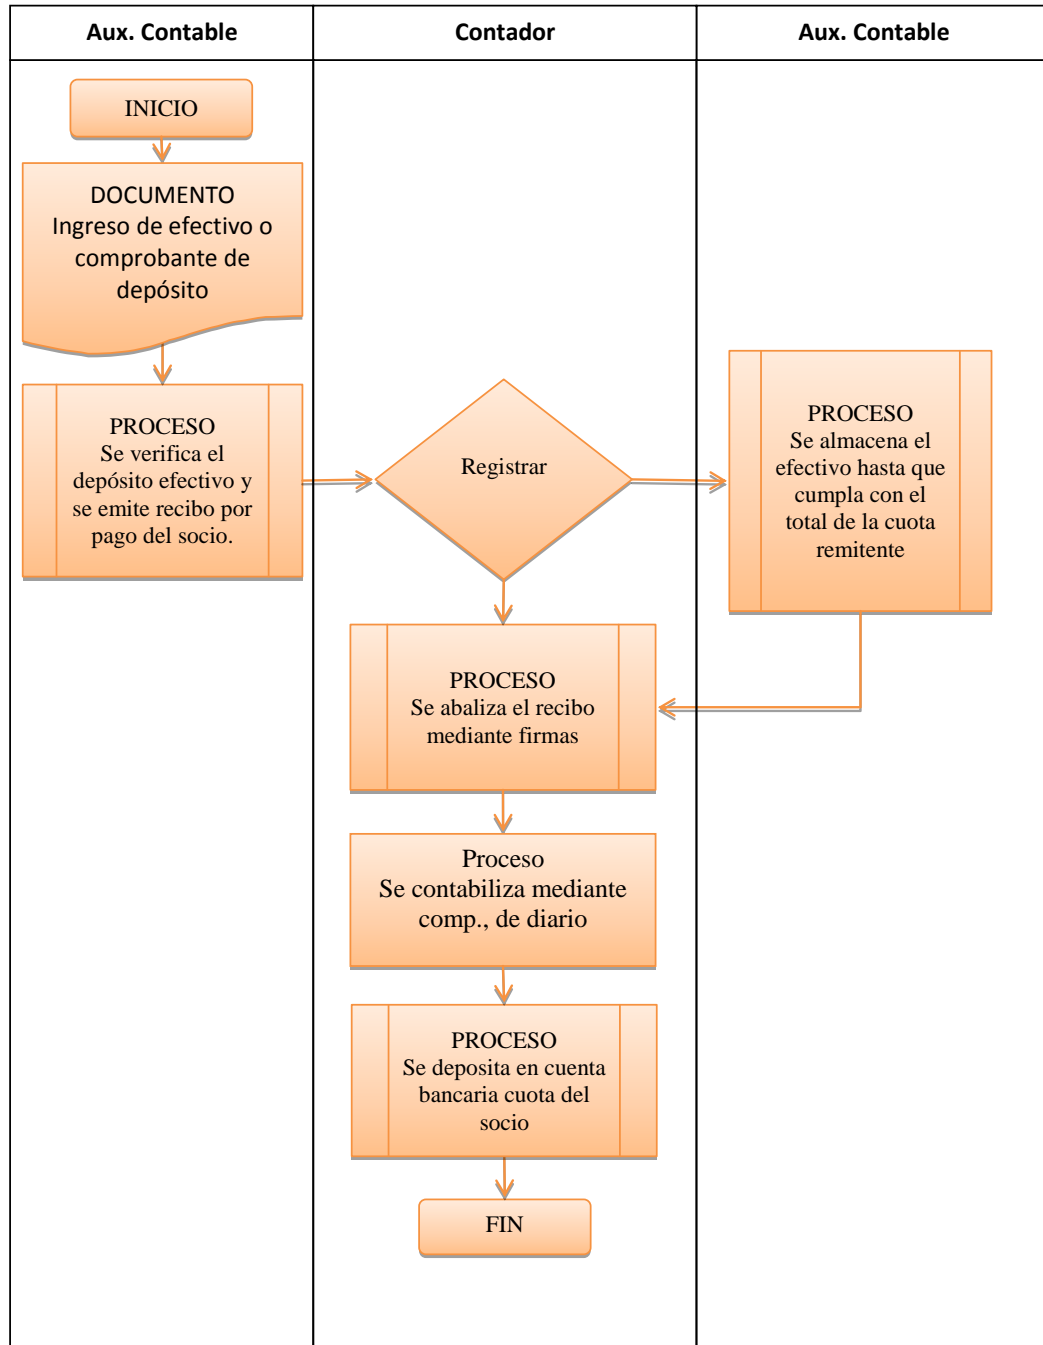 Aux. Contable
Contador
Aux. Contable
INICIO
DOCUMENTO
Ingreso de efectivo o
comprobante de
depósito
PROCESO
Se verifica el
depósito efectivo y
se emite recibo por
pago del socio.
Registrar
PROCESO
Se almacena el
efectivo hasta que
cumpla con el
total de la cuota
remitente
PROCESO
Se abaliza el recibo
mediante firmas
Proceso
Se contabiliza mediante
comp., de diario
PROCESO
Se deposita en cuenta
bancaria cuota del
socio
FIN